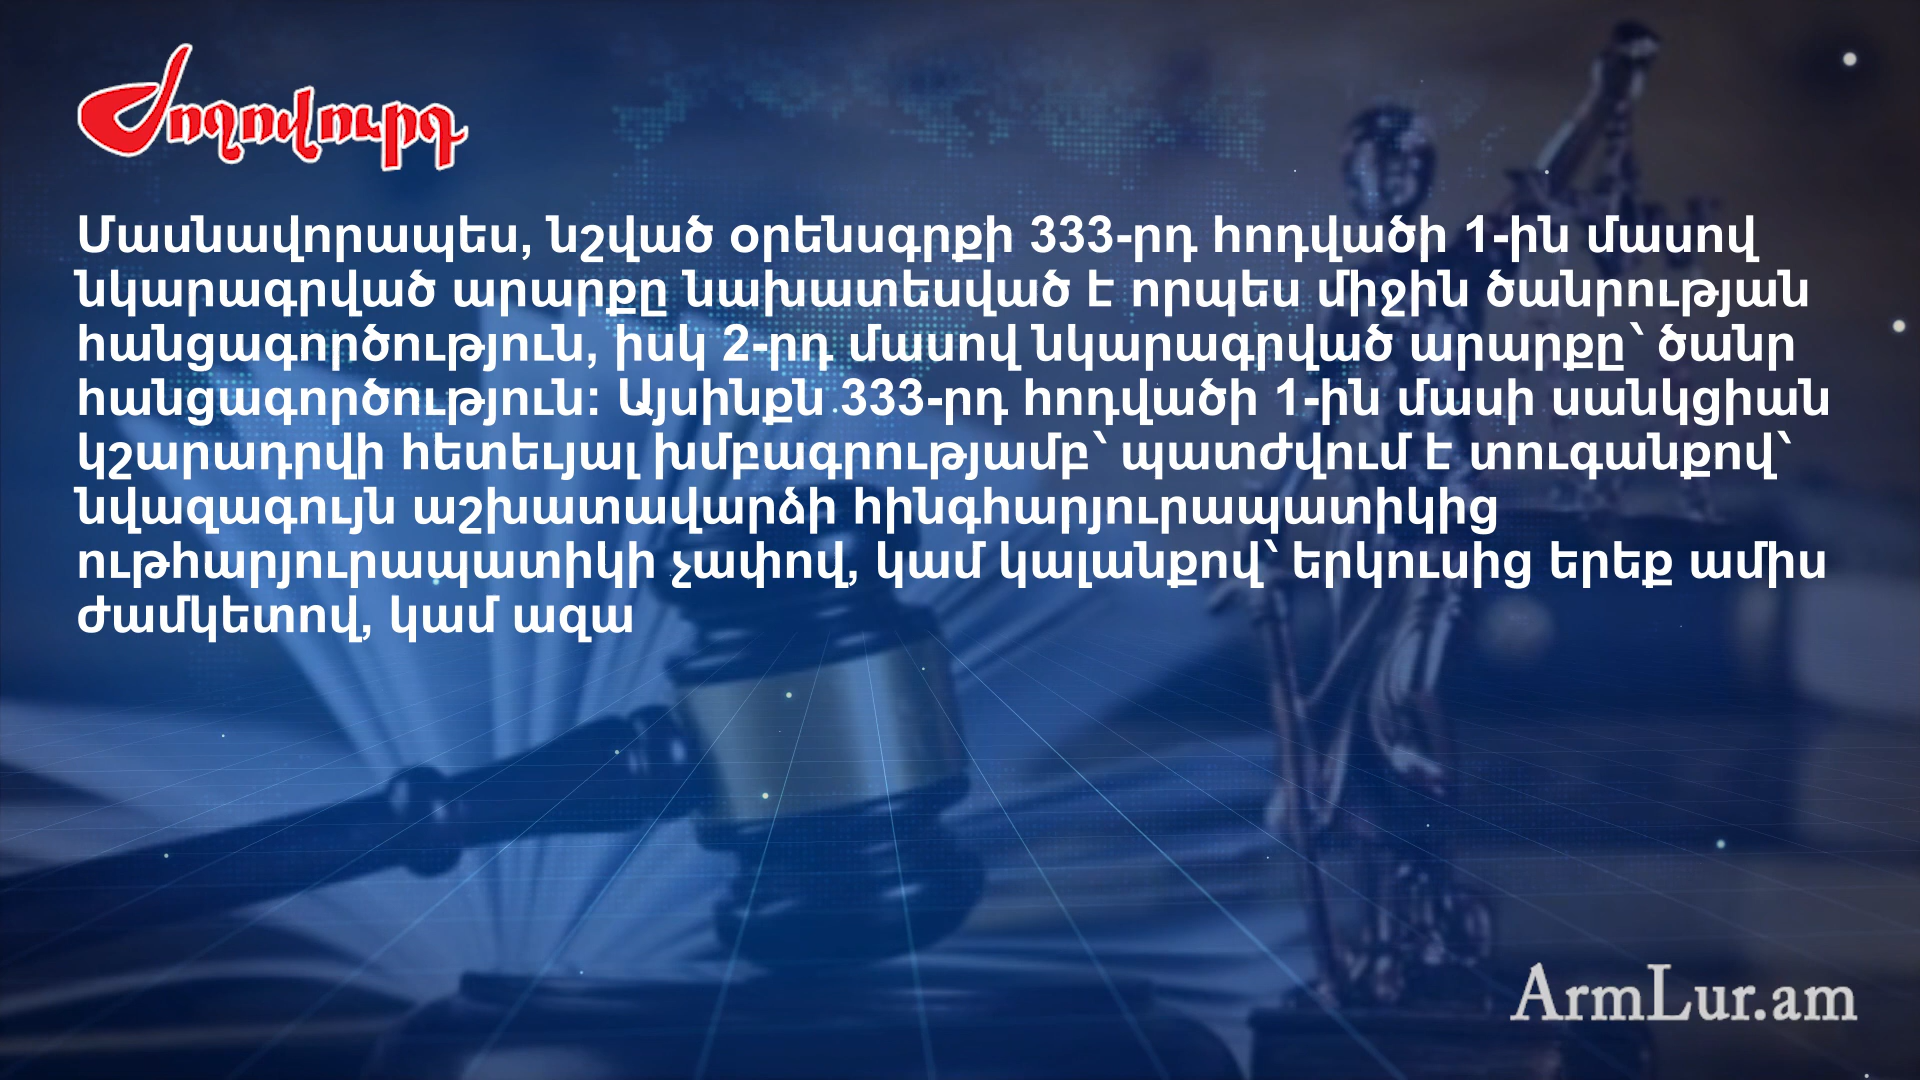 Ժողովուրդ
Մասնավորապես, նշված օրենսգրքի 333-րդ հոդվածի 1-ին մասով
նկարագրված արարքը նախատեսված է որպես միջին ծանրության
հանցագործություն, իսկ 2-րդ մասով նկարագրված արարքը՝ ծանր
հանցագործություն: Այսինքն 333-րդ հոդվածի 1-ին մասի սանկցիան
կշարադրվի հետեւյալ խմբագրությամբ՝ պատժվում է տուգանքով՝
նվազագույն աշխատավարձի հինգհարյուրապատիկից
ութհարյուրապատիկի չափով, կամ կալանքով՝ երկուսից երեք ամիս
ժամկետով, կամ ազա
ArmLur.am